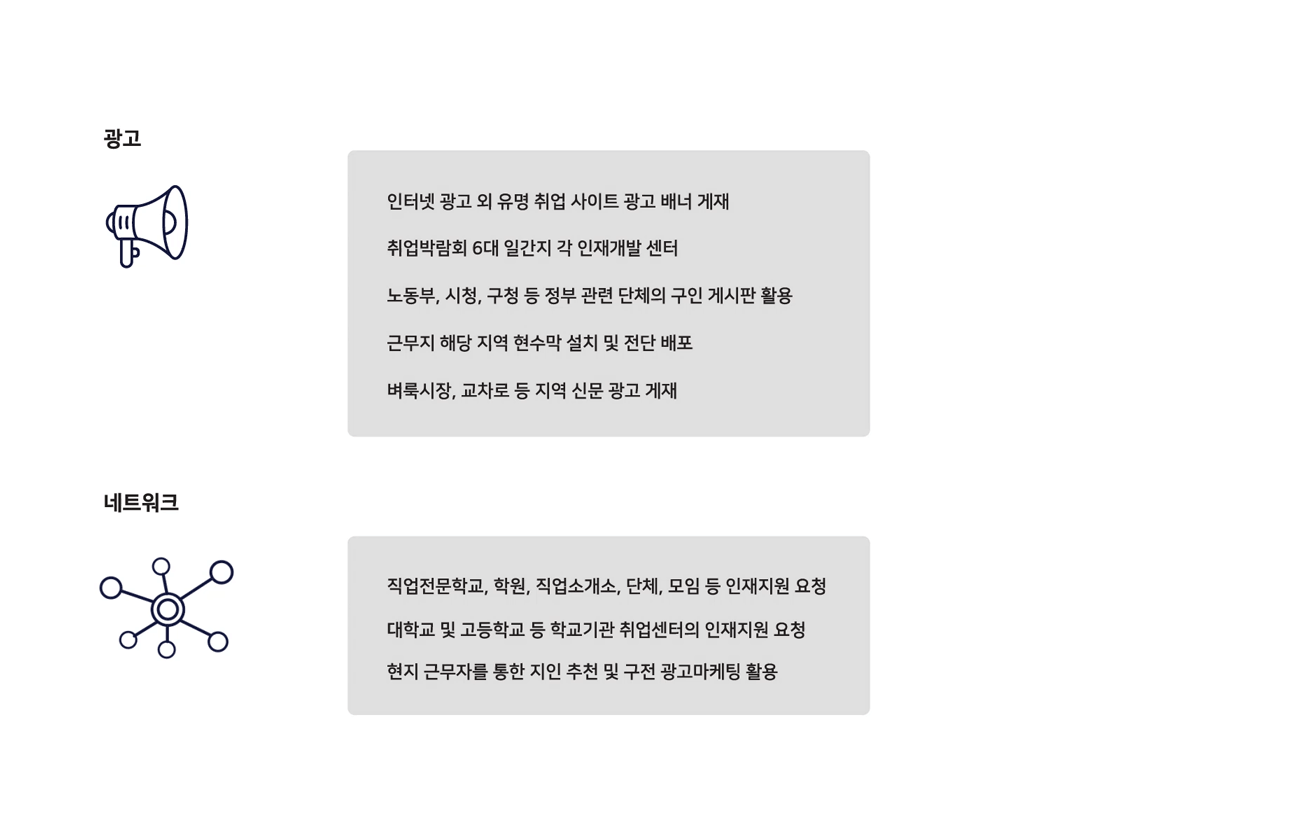 광고
인터넷 광고 외 유명 취업 사이트 광고 배너 게재
취업박람회 6대 일간지 각 인재개발 센터
노동부, 시청, 구청 등 정부 관련 단체의 구인 게시판 활용
근무지 해당 지역 현수막 설치 및 전단 배포
벼룩시장, 교차로 등 지역 신문 광고 게재
네트워크
직업전문학교, 학원, 직업소개소, 단체, 모임 등 인재지원 요청
대학교 및 고등학교 등 학교기관 취업센터의 인재지원 요청
현지 근무자를 통한 지인 추천 및 구전 광고마케팅 활용